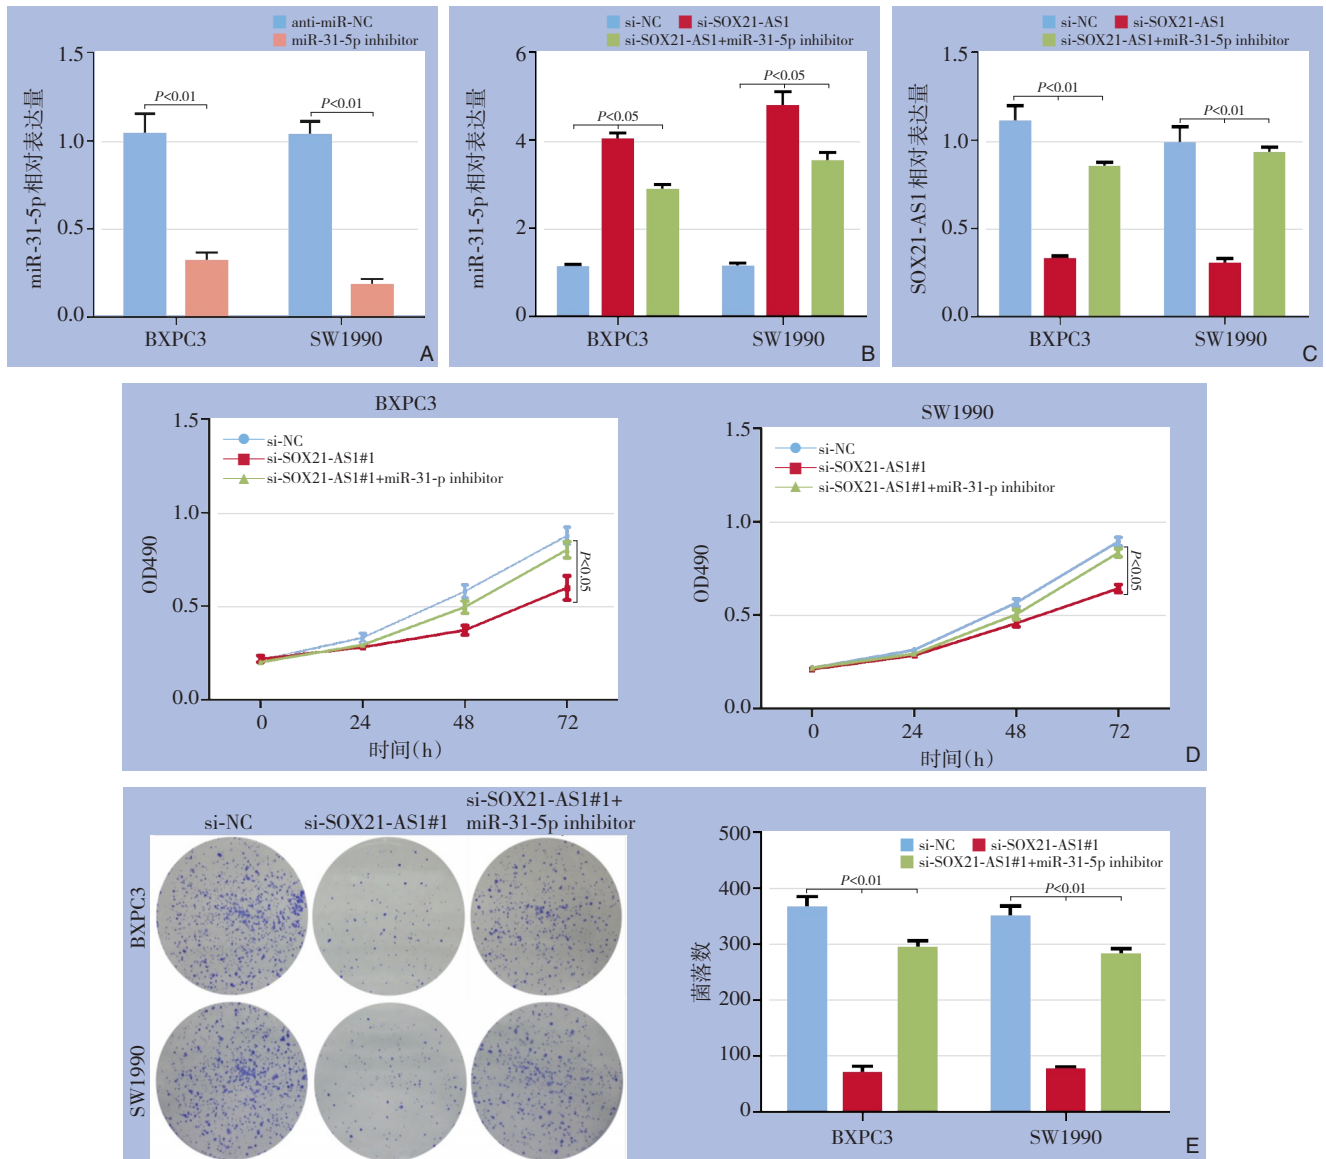 anti-miR-NC
miR-31-5p inhibitor
miR-31-5p相对表达量
1.5
1.0
0.5
0.0
P<0.01
P<0.01
BXPC3
SW1990
A
si-NC
si-SOX21-AS1
si-SOX21-AS1+miR-31-5p inhibitor
miR-31-5p相对表达量
6
4
2
0
P<0.05
P<0.05
BXPC3
SW1990
B
si-NC
si-SOX21-AS1
si-SOX21-AS1+miR-31-5p inhibitor
SOX21-AS1相对表达量
1.5
1.0
0.5
0.0
P<0.01
P<0.01
BXPC3
SW1990
C
BXPC3
si-NC
si-SOX21-AS1#1
si-SOX21-AS1#1+miR-31-p inhibitor
OD490
1.5
1.0
0.5
0.0
P<0.05
0
24
48
72
时间(h)
SW1990
si-NC
si-SOX21-AS1#1
si-SOX21-AS1#1+miR-31-p inhibitor
OD490
1.5
1.0
0.5
0.0
P<0.05
0
24
48
72
时间(h)
D
si-NC
si-SOX21-AS1#1
si-SOX21-AS1#1+
miR-31-5p inhibitor
BXPC3
SW1990
si-NC
si-SOX21-AS1#1
si-SOX21-AS1#1+miR-31-5p inhibitor
菌落数
500
400
300
200
100
0
P<0.01
P<0.01
BXPC3
SW1990
E